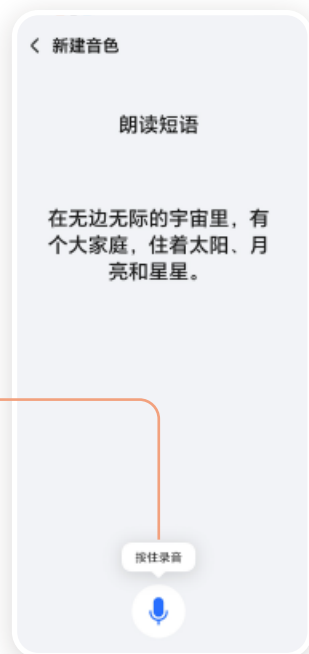 新建音色
朗读短语
在无边无际的宇宙里，有
个大家庭，住着太阳、月
亮和星星。
按住录音